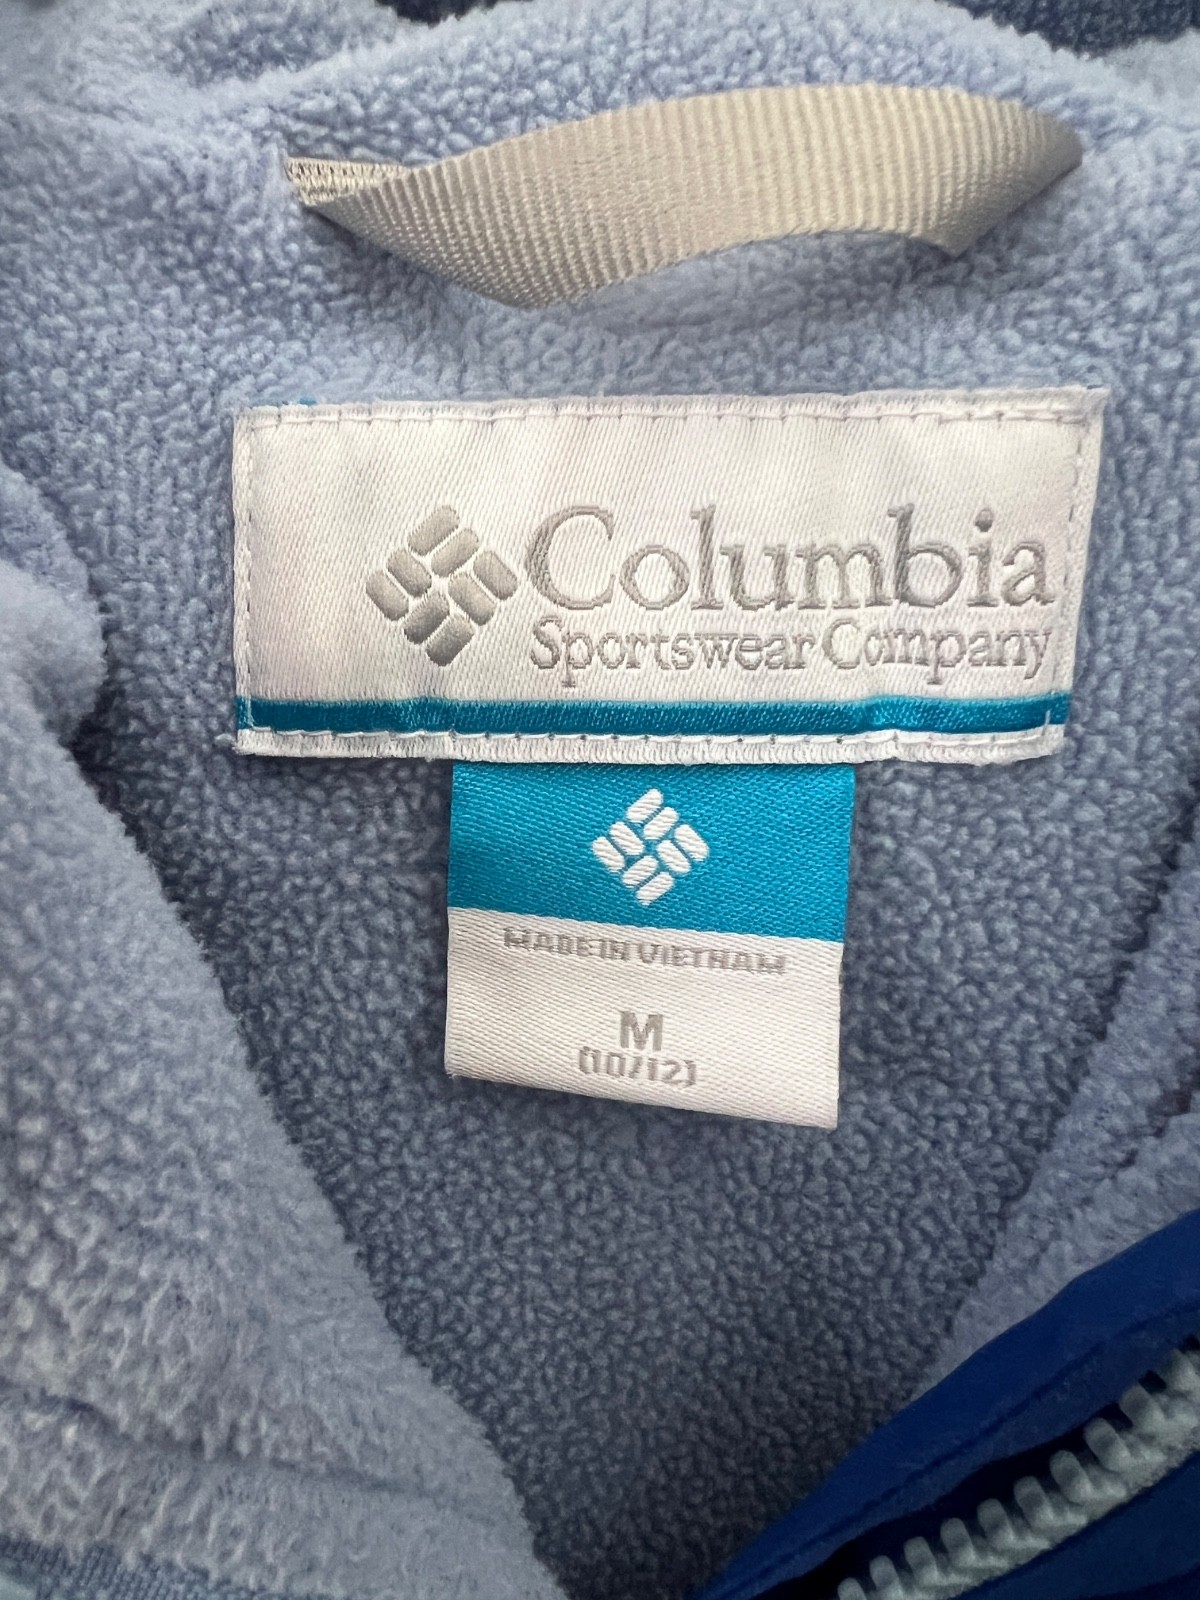 Columbia
Sportswear Company
MADE IN VIETNAM
M
(10/12)